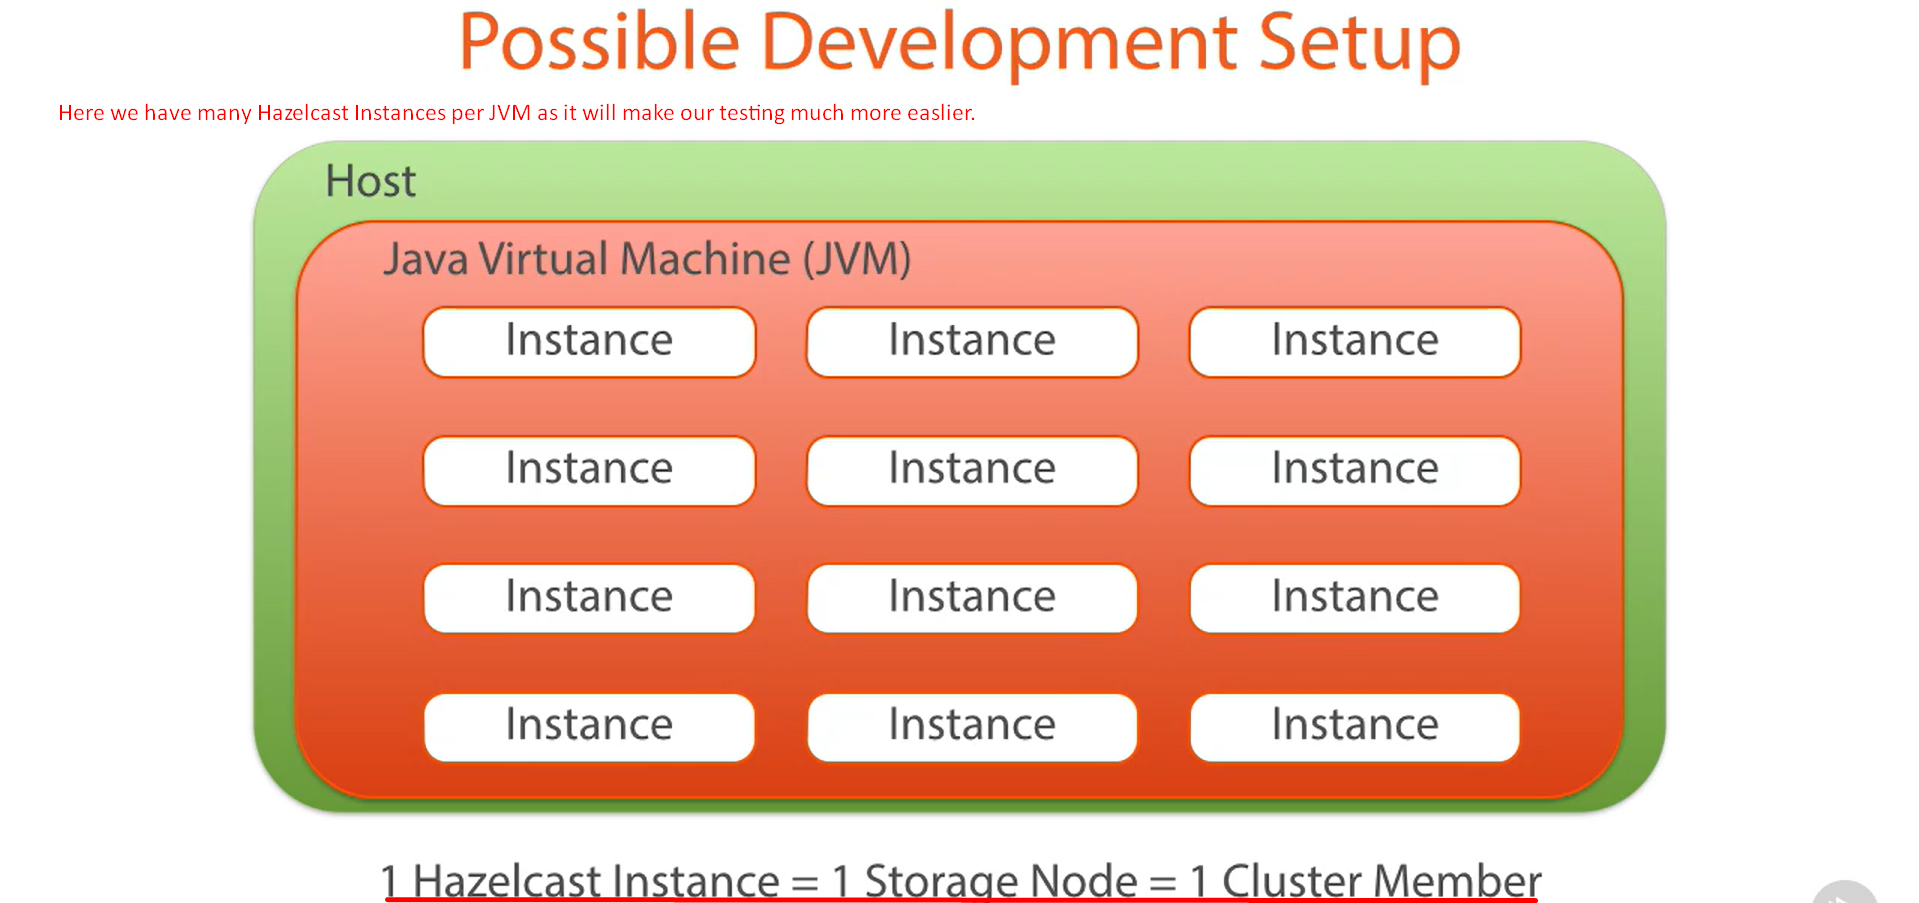 Possible Development Setup
Here we have many Hazelcast Instances per JVM as it will make our testing much more easlier.
Host
Java Virtual Machine (JVM)
Instance Instance Instance
Instance Instance Instance
Instance Instance Instance
Instance Instance Instance
1 Hazelcast Instance = 1 Storage Node = 1 Cluster Member